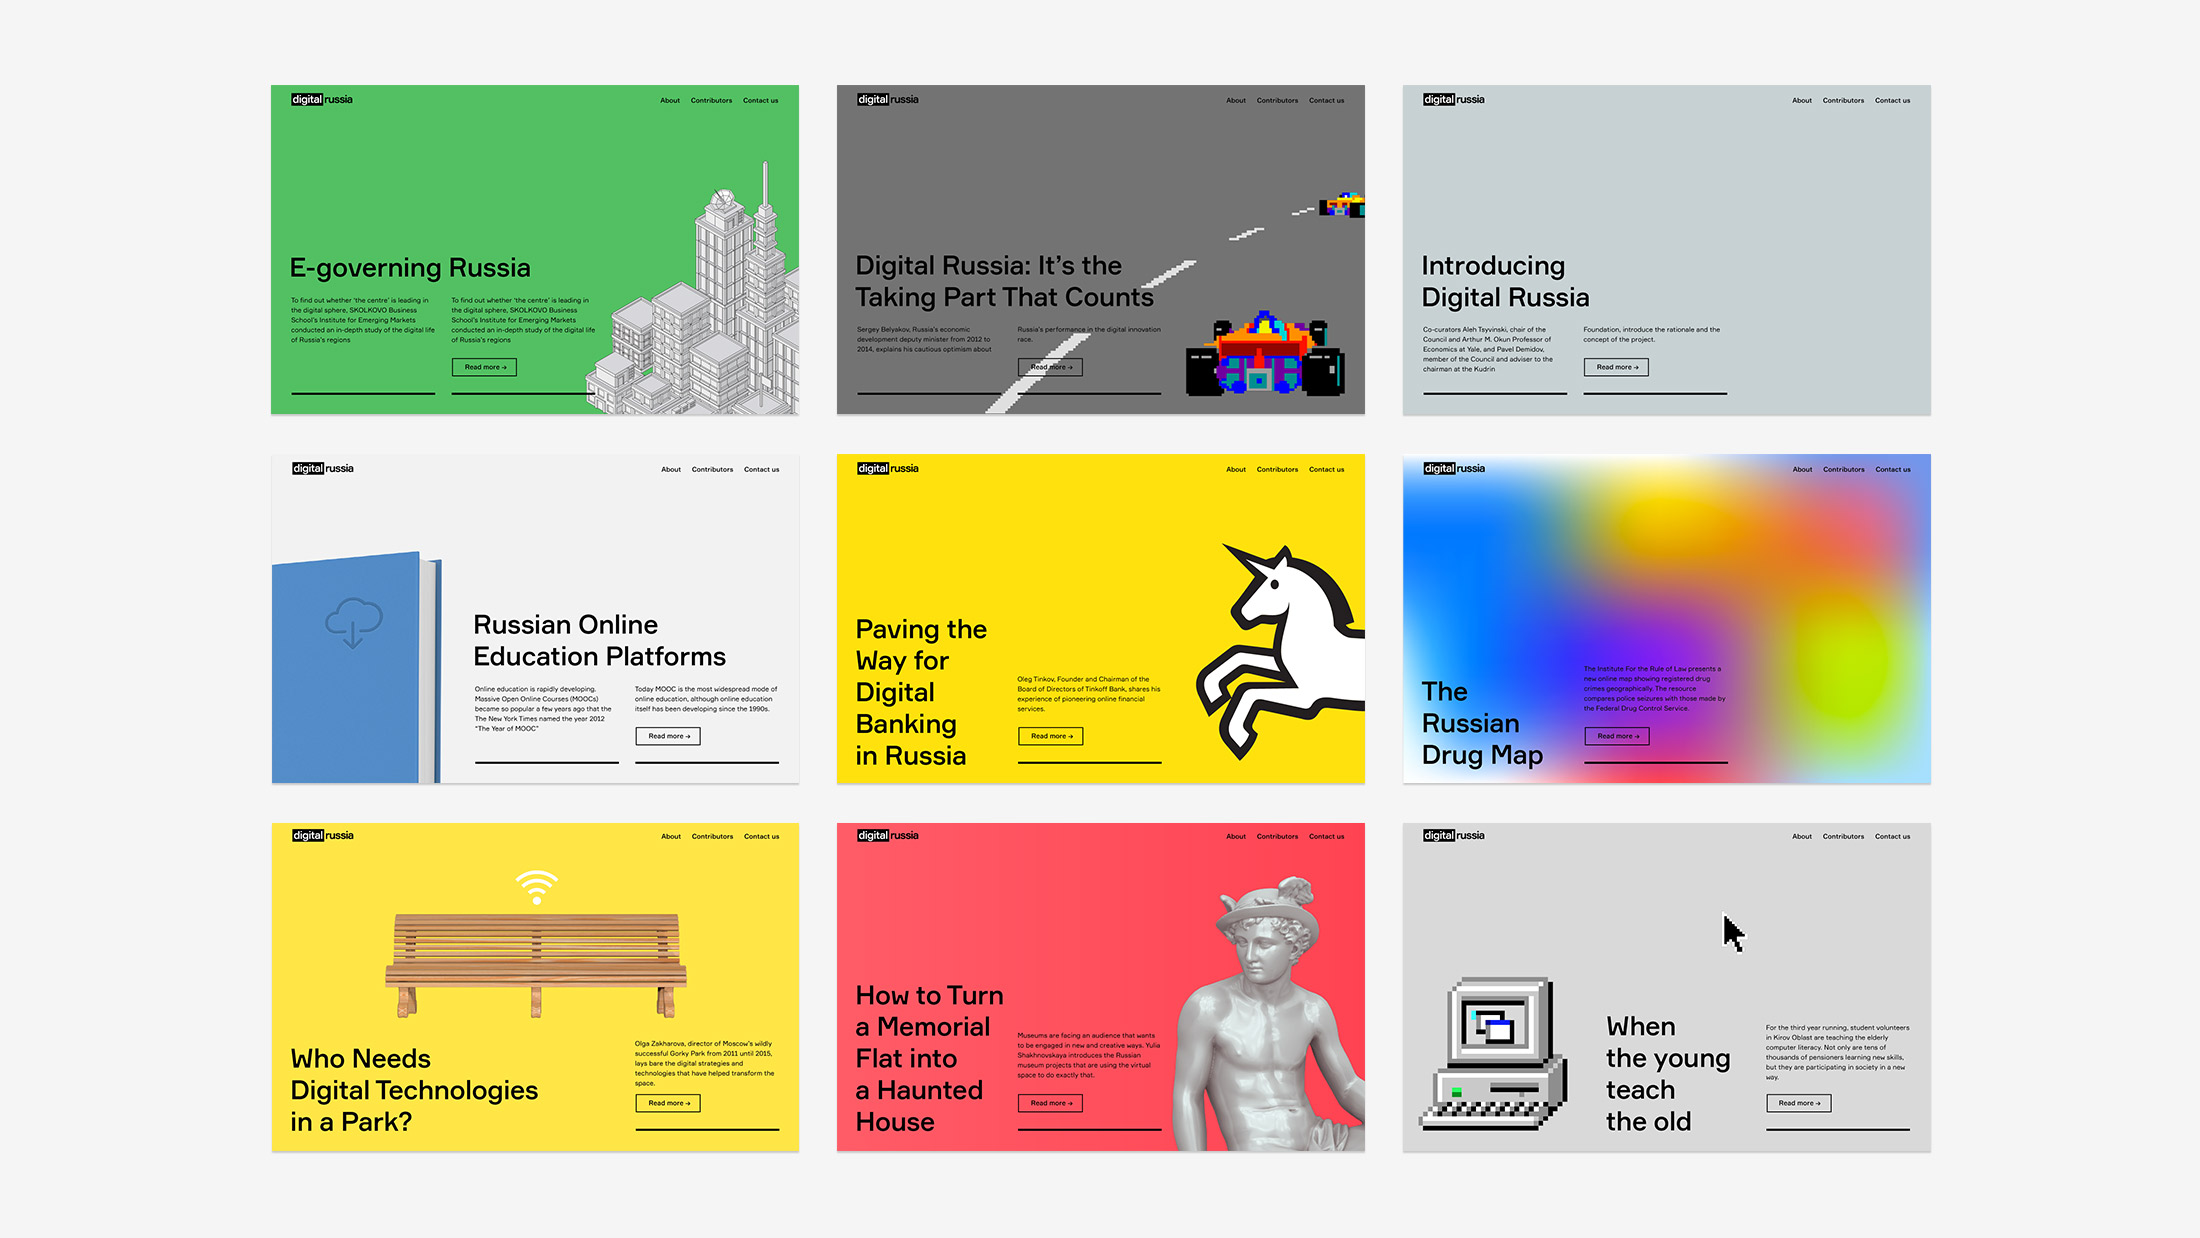 digital russia
About Contributors Contact us
E-governing Russia
To find out whether ‘the centre’ is leading in
the digital sphere, SKOLKOVO Business
School’s Institute for Emerging Markets
conducted an in-depth study of the digital life
of Russia’s regions
To find out whether ‘the centre’ is leading in
the digital sphere, SKOLKOVO Business
School’s Institute for Emerging Markets
conducted an in-depth study of the digital life
of Russia’s regions
Read more →
digital russia
About Contributors Contact us
Digital Russia: It’s the
Taking Part That Counts
Sergey Belyakov, Russia’s economic
development deputy minister from 2012 to
2014, explains his cautious optimism about
Russia’s performance in the digital innovation
race.
Read more →
digital russia
About Contributors Contact us
Introducing
Digital Russia
Co-curators Aleh Tsyvinski, chair of the
Council and Arthur M. Okun Professor of
Economics at Yale, and Pavel Demidov,
member of the Council and adviser to the
chairman at the Kudrin
Foundation, introduce the rationale and the
concept of the project.
Read more →
digital russia
About Contributors Contact us
Russian Online
Education Platforms
Online education is rapidly developing.
Massive Open Online Courses (MOOCs)
became so popular a few years ago that the
The New York Times named the year 2012
“The Year of MOOC”
Today MOOC is the most widespread mode of
online education, although online education
itself has been developing since the 1990s.
Read more →
digital russia
About Contributors Contact us
Paving the
Way for
Digital
Banking
in Russia
Oleg Tinkov, Founder and Chairman of the
Board of Directors of Tinkoff Bank, shares his
experience of pioneering online financial
services.
Read more →
digital russia
About Contributors Contact us
The
Russian
Drug Map
The Institute For the Rule of Law presents a
new online map showing registered drug
crimes geographically. The resource
compares police seizures with those made by
the Federal Drug Control Service.
Read more →
digital russia
About Contributors Contact us
Who Needs
Digital Technologies
in a Park?
Olga Zakharova, director of Moscow’s wildly
successful Gorky Park from 2011 until 2015,
lays bare the digital strategies and
technologies that have helped transform the
space.
Read more →
digital russia
About Contributors Contact us
How to Turn
a Memorial
Flat into
a Haunted
House
Museums are facing an audience that wants
to be engaged in new and creative ways. Yulia
Shakhnovskaya introduces the Russian
museum projects that are using the virtual
space to do exactly that.
Read more →
digital russia
About Contributors Contact us
When
the young
teach
the old
For the third year running, student volunteers
in Kirov Oblast are teaching the elderly
computer literacy. Not only are tens of
thousands of pensioners learning new skills,
but they are participating in society in a new
way.
Read more →